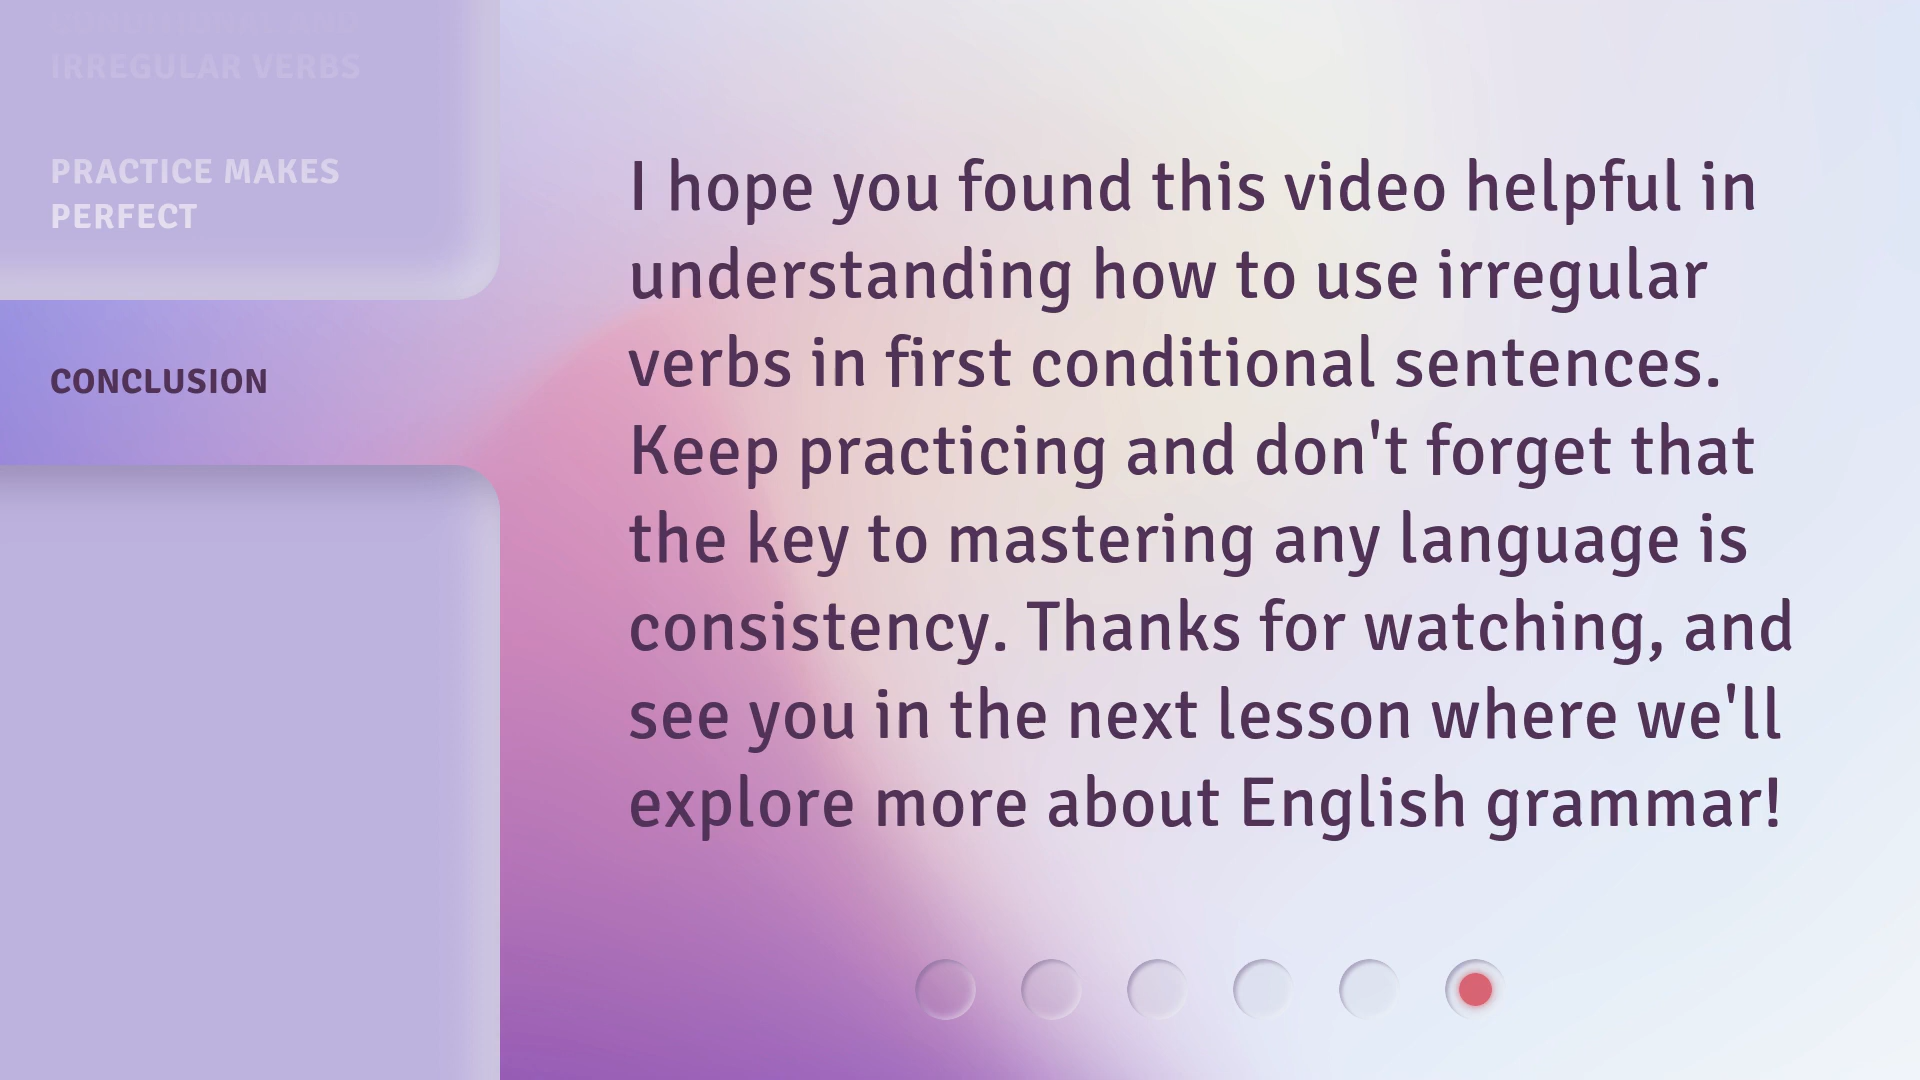 IRREGULAR VERBS
PRACTICE MAKES
PERFECT
CONCLUSION
I hope you found this video helpful in
understanding how to use irregular
verbs in first conditional sentences.
Keep practicing and don't forget that
the key to mastering any language is
consistency. Thanks for watching, and
see you in the next lesson where we'll
explore more about English grammar!